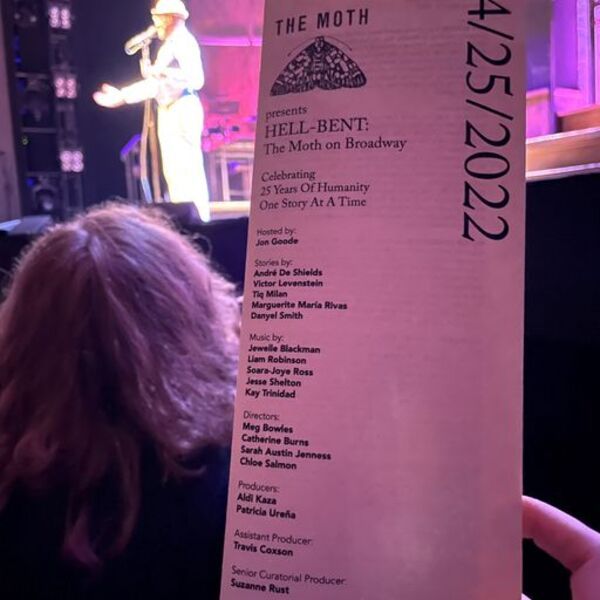 THE MOTH
4/25/2022
presents
HELL-BENT:
The Moth on Broadway
Celebrating
25 Years Of Humanity
One Story At A Time
Hosted by:
Jon Goode
Stories by:
André De Shields
Victor Levenstein
Tiq Milan
Marguerite María Rivas
Danyel Smith
Music by:
Jewelle Blackman
Liam Robinson
Soara-Joye Ross
Jesse Shelton
Kay Trinidad
Directors:
Meg Bowles
Catherine Burns
Sarah Austin Jenness
Chloe Salmon
Producers:
Aldi Kaza
Patricia Ureña
Assistant Producer:
Travis Coxson
Senior Curatorial Producer:
Suzanne Rust